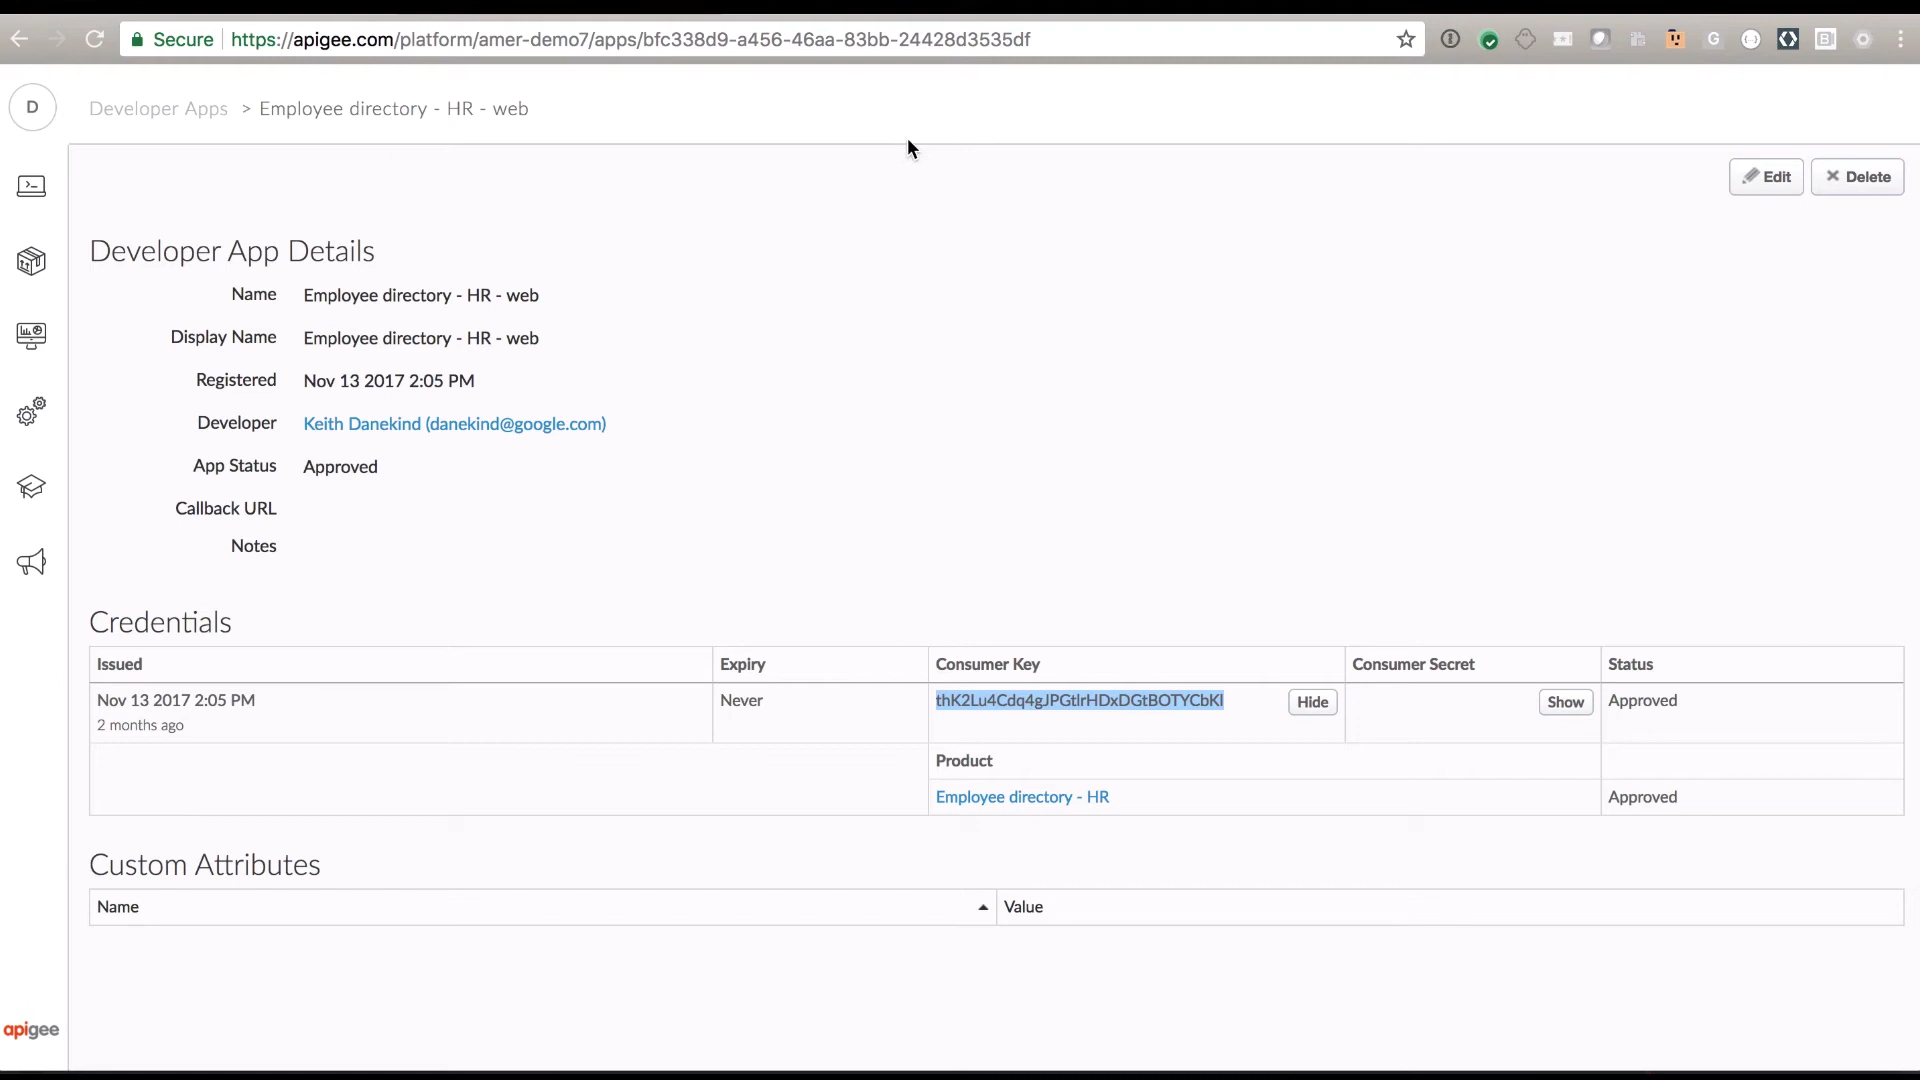 Secure https://apigee.com/platform/amer-demo7/apps/bfc338d9-a456-46aa-83bb-24428d3535df
D
Developer Apps > Employee directory - HR - web
Edit
Delete
Developer App Details
Name Employee directory - HR - web
Display Name Employee directory - HR - web
Registered Nov 13 2017 2:05 PM
Developer Keith Danekind (danekind@google.com)
App Status Approved
Callback URL
Notes
Credentials
Issued Expiry Consumer Key Consumer Secret Status
Nov 13 2017 2:05 PM Never thK2Lu4Cdq4gJPGtlrHDxDGtBOTYCbKl Hide Show Approved
2 months ago
Product
Employee directory - HR Approved
Custom Attributes
Name Value
apigee